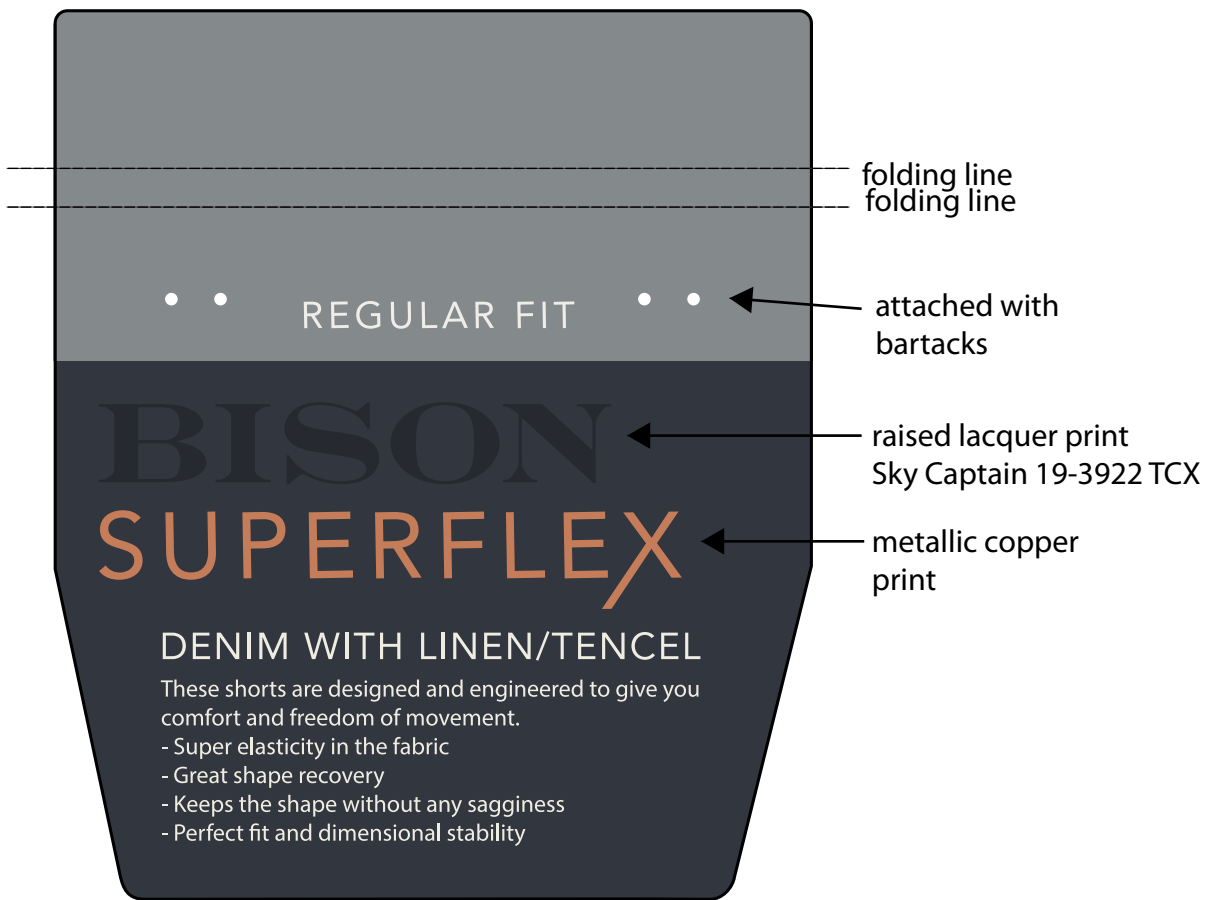 folding line
folding line
REGULAR FIT
attached with
bartacks
BISON
raised lacquer print
Sky Captain 19-3922 TCX
SUPERFLEX
metallic copper
print
DENIM WITH LINEN/TENCEL
These shorts are designed and engineered to give you
comfort and freedom of movement.
- Super elasticity in the fabric
- Great shape recovery
- Keeps the shape without any sagginess
- Perfect fit and dimensional stability